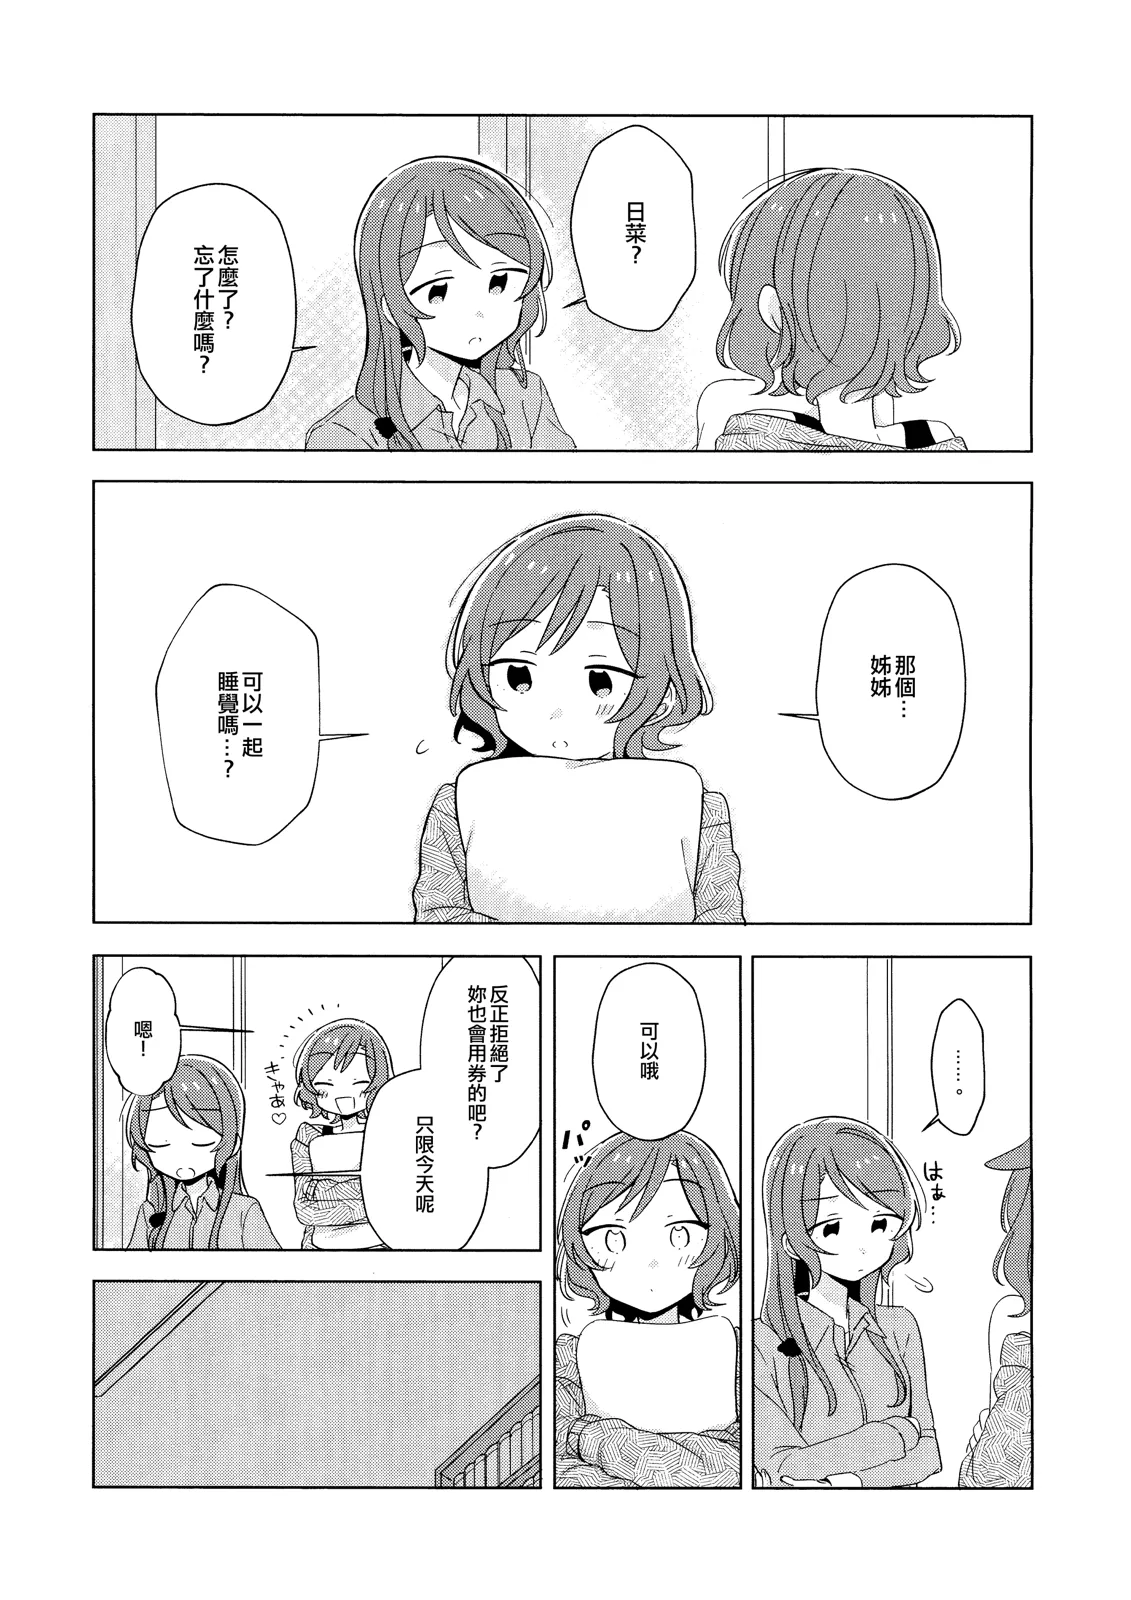 日菜？
怎麼了？
忘了什麼嗎？
那個…
姊姊
可以一起
睡覺嗎…？
……。
はぁ…
可以哦
パッ
反正拒絕了
妳也會用券的吧？
只限今天呢
きゃあ♡
嗯！